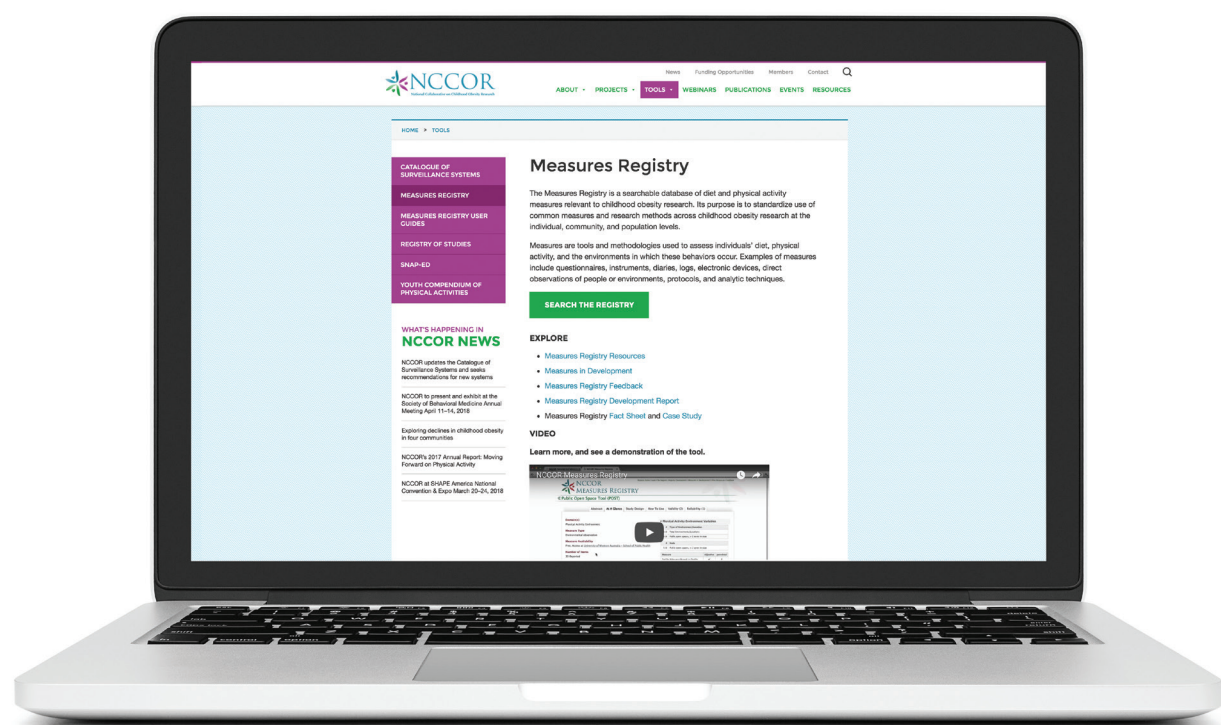 NCCOR
National Collaborative on Childhood Obesity Research
News Funding Opportunities Members Contact
ABOUT PROJECTS TOOLS WEBINARS PUBLICATIONS EVENTS RESOURCES
HOME > TOOLS
CATALOGUE OF
SURVEILLANCE SYSTEMS
MEASURES REGISTRY
MEASURES REGISTRY USER
GUIDES
REGISTRY OF STUDIES
SNAP-ED
YOUTH COMPENDIUM OF
PHYSICAL ACTIVITIES
WHAT'S HAPPENING IN
NCCOR NEWS
NCCOR updates the Catalogue of
Surveillance Systems and seeks
recommendations for new systems
NCCOR to present and exhibit at the
Society of Behavioral Medicine Annual
Meeting April 11–14, 2018
Exploring declines in childhood obesity
in four communities
NCCOR's 2017 Annual Report: Moving
Forward on Physical Activity
NCCOR at SHAPE America National
Convention & Expo March 20–24, 2018
Measures Registry
The Measures Registry is a searchable database of diet and physical activity
measures relevant to childhood obesity research. Its purpose is to standardize use of
common measures and research methods across childhood obesity research at the
individual, community, and population levels.
Measures are tools and methodologies used to assess individuals' diet, physical
activity, and the environments in which these behaviors occur. Examples of measures
include questionnaires, instruments, diaries, logs, electronic devices, direct
observations of people or environments, protocols, and analytic techniques.
SEARCH THE REGISTRY
EXPLORE
• Measures Registry Resources
• Measures in Development
• Measures Registry Feedback
• Measures Registry Development Report
• Measures Registry Fact Sheet and Case Study
VIDEO
Learn more, and see a demonstration of the tool.
NCCOR Measures Registry
NCCOR
MEASURES REGISTRY
Public Open Space Tool (POST)